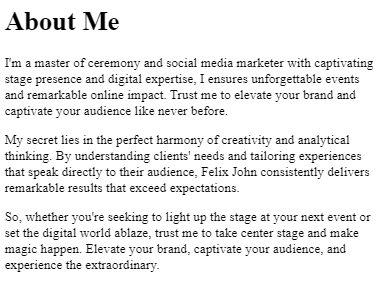 About Me
I'm a master of ceremony and social media marketer with captivating
stage presence and digital expertise, I ensures unforgettable events
and remarkable online impact. Trust me to elevate your brand and
captivate your audience like never before.
My secret lies in the perfect harmony of creativity and analytical
thinking. By understanding clients' needs and tailoring experiences
that speak directly to their audience, Felix John consistently delivers
remarkable results that exceed expectations.
So, whether you're seeking to light up the stage at your next event or
set the digital world ablaze, trust me to take center stage and make
magic happen. Elevate your brand, captivate your audience, and
experience the extraordinary.